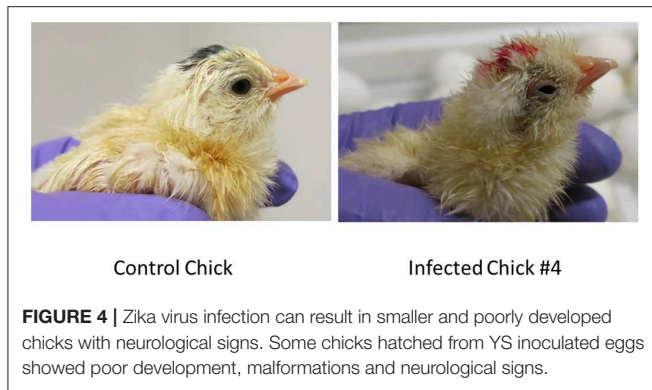 Control Chick
Infected Chick #4
FIGURE 4 | Zika virus infection can result in smaller and poorly developed
chicks with neurological signs. Some chicks hatched from YS inoculated eggs
showed poor development, malformations and neurological signs.